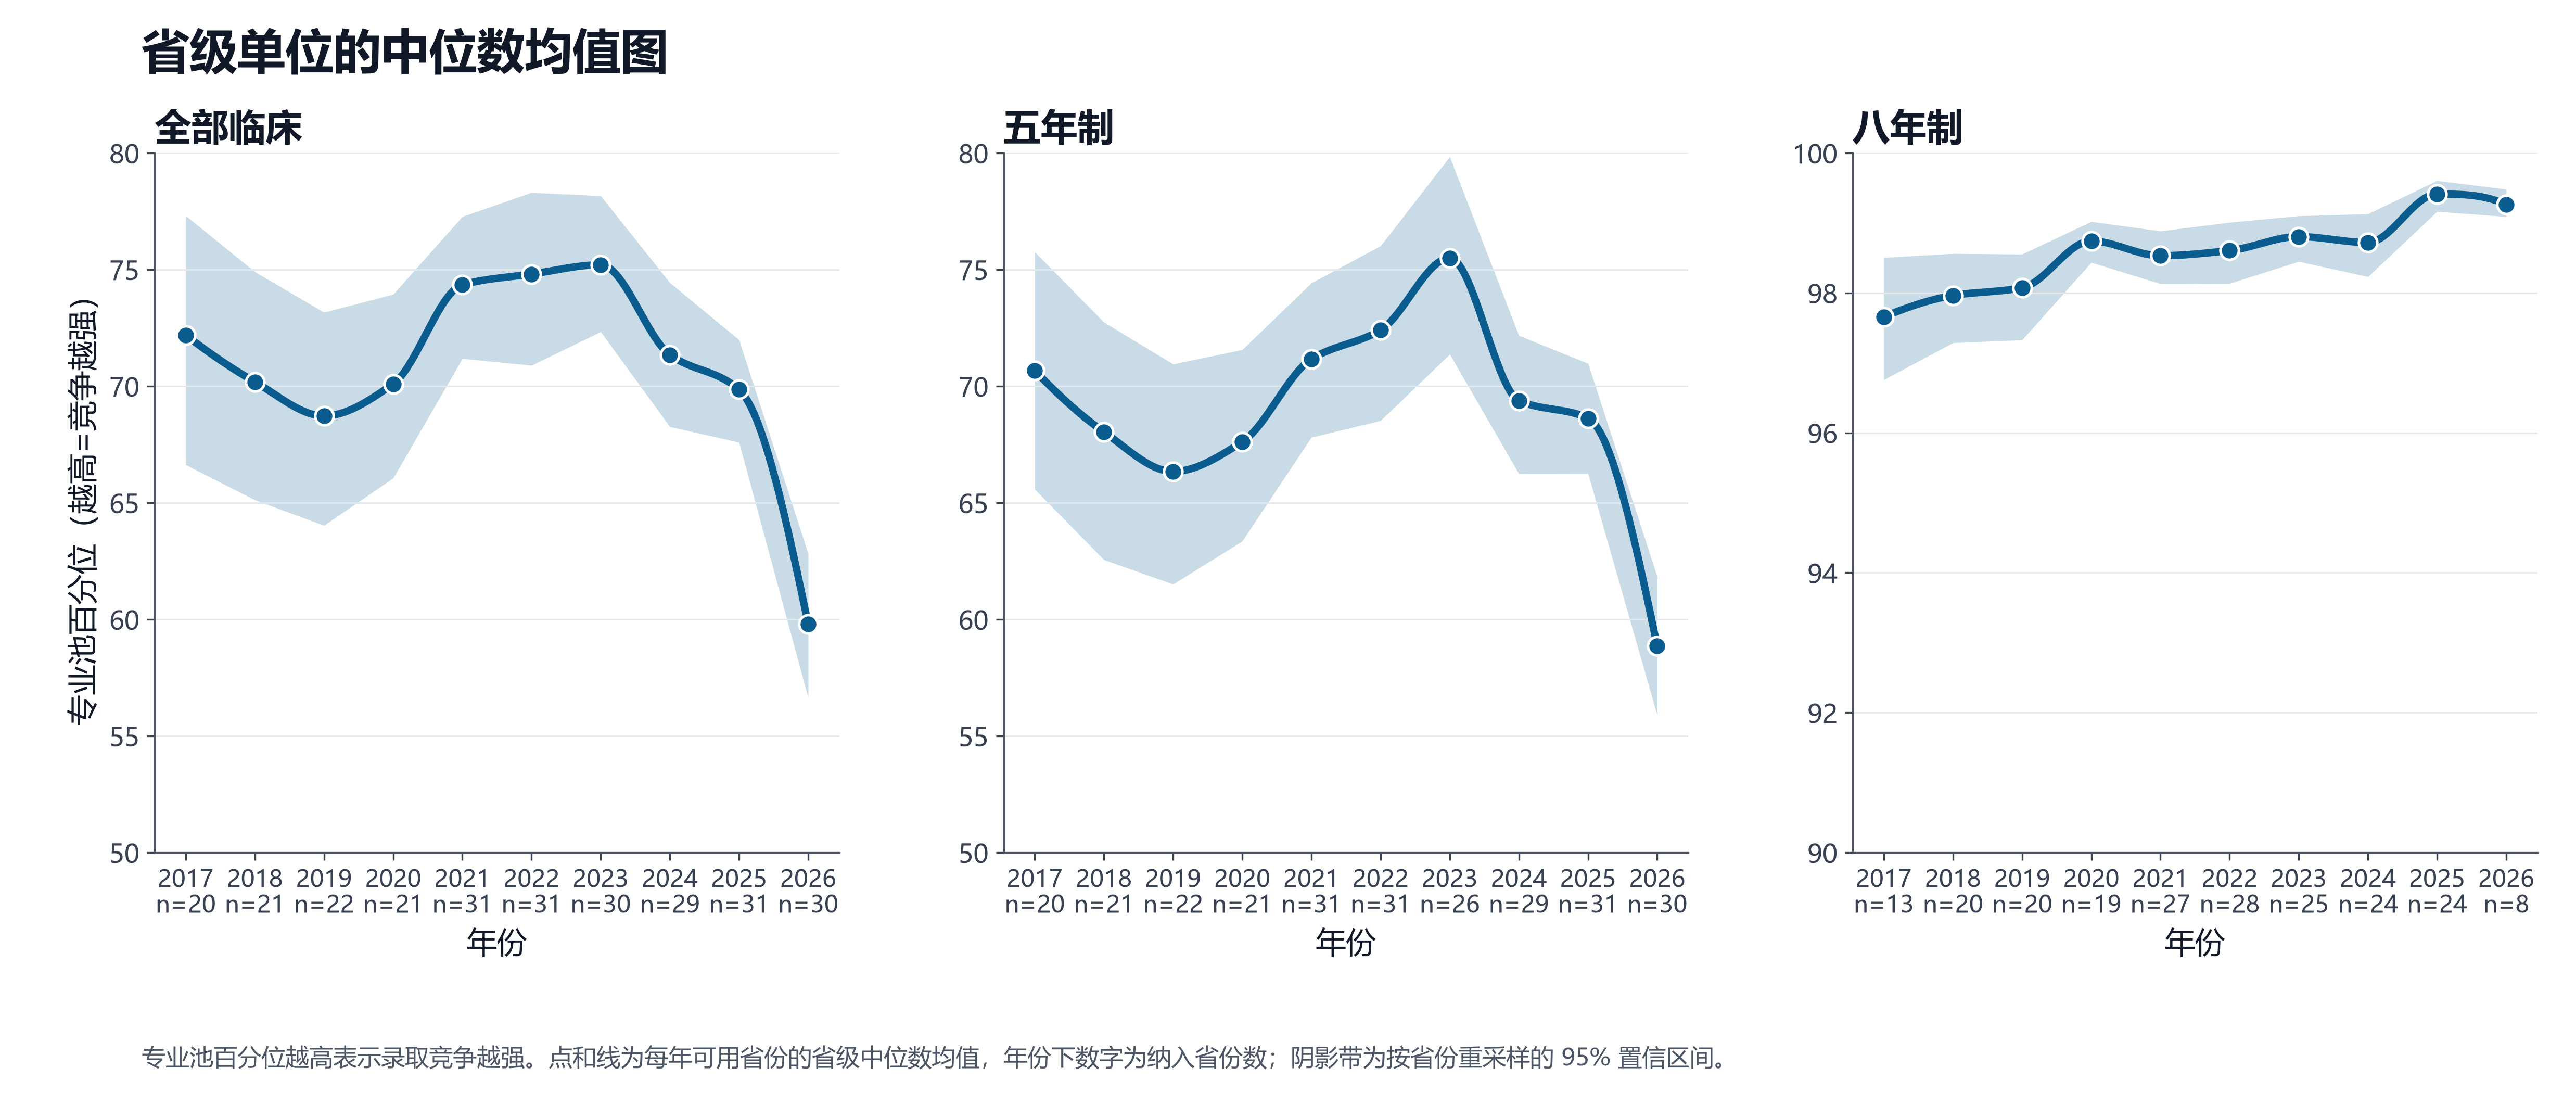 省级单位的中位数均值图
全部临床
五年制
八年制
专业池百分位（越高=竞争越强）
80
75
70
65
60
55
50
2017 2018 2019 2020 2021 2022 2023 2024 2025 2026
n=20 n=21 n=22 n=21 n=31 n=31 n=30 n=29 n=31 n=30
年份
80
75
70
65
60
55
50
2017 2018 2019 2020 2021 2022 2023 2024 2025 2026
n=20 n=21 n=22 n=21 n=31 n=31 n=26 n=29 n=31 n=30
年份
100
98
96
94
92
90
2017 2018 2019 2020 2021 2022 2023 2024 2025 2026
n=13 n=20 n=20 n=19 n=27 n=28 n=25 n=24 n=24 n=8
年份
专业池百分位越高表示录取竞争越强。点和线为每年可用省份的省级中位数均值，年份下数字为纳入省份数；阴影带为按省份重采样的 95% 置信区间。